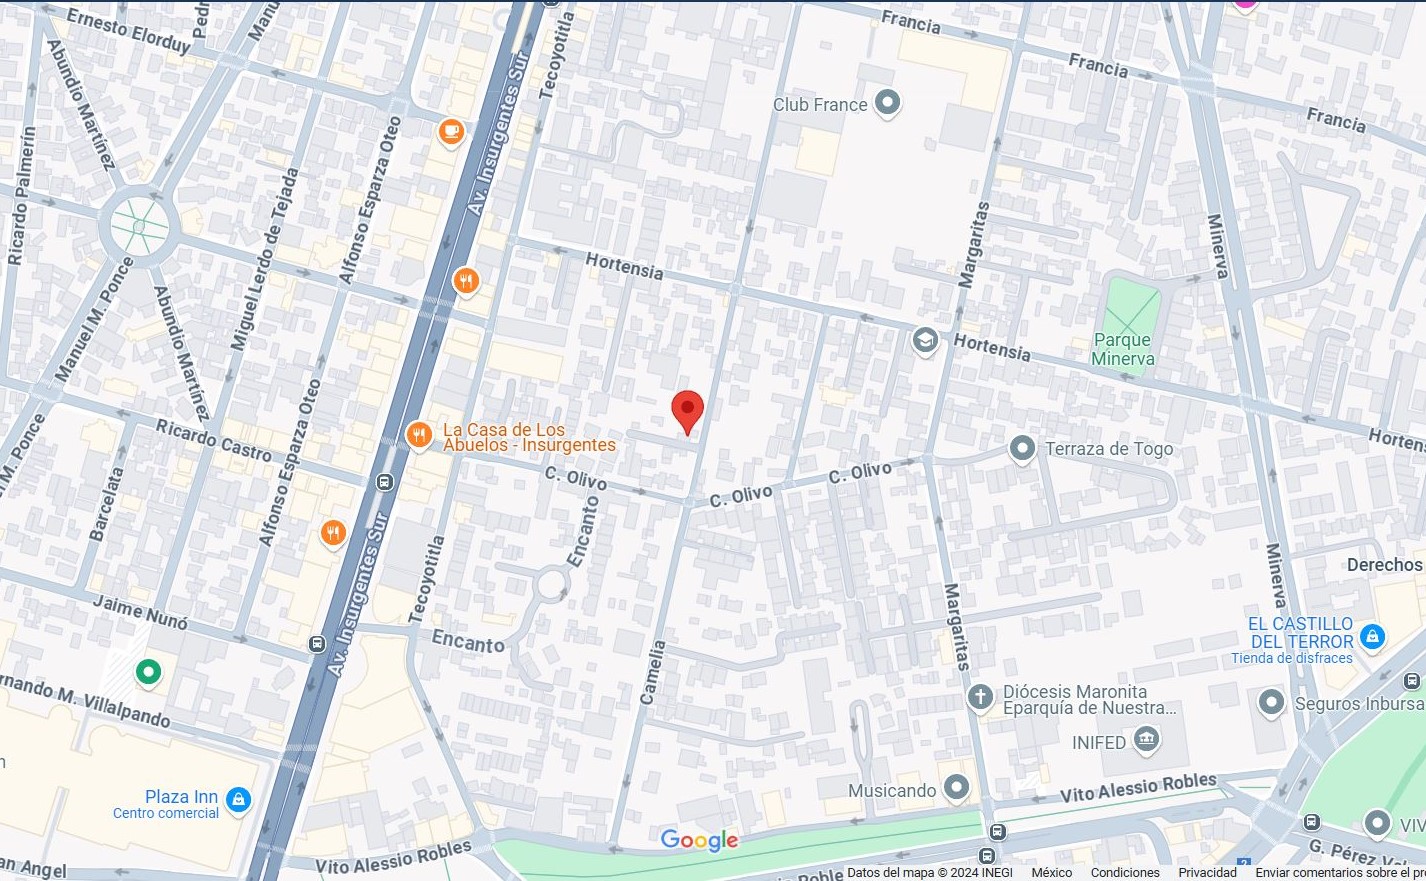 Ernesto Elorduy
Pedr
Manu
Tecoyotitla
Francia
Francia
Francia
Abundio Martínez
Club France
Ricardo Palmerín
Alfonso Esparza Oteo
Av. Insurgentes Sur
Miguel Lerdo de Tejada
Margaritas
Minerva
Hortensia
Manuel M. Ponce
Abundio Martínez
Hortensia
Parque
Minerva
Alfonso Esparza Oteo
M. Ponce
Ricardo Castro
La Casa de Los
Abuelos - Insurgentes
Hortens
Terraza de Togo
C. Olivo
C. Olivo
C. Olivo
Barcelata
Encanto
Av. Insurgentes Sur
Tecoyotitla
Minerva
Derechos
Jaime Nunó
Encanto
Margaritas
EL CASTILLO
DEL TERROR
Tienda de disfraces
Camelia
rnando M. Villalpando
Diócesis Maronita
Eparquía de Nuestra...
Seguros Inbursa
INIFED
n
Plaza Inn
Centro comercial
Musicando
Vito Alessio Robles
VIV
Google
Vito Alessio Robles
G. Pérez Val
an Angel
io Roble
Datos del mapa © 2024 INEGI
México
Condiciones
Privacidad
Enviar comentarios sobre el pr